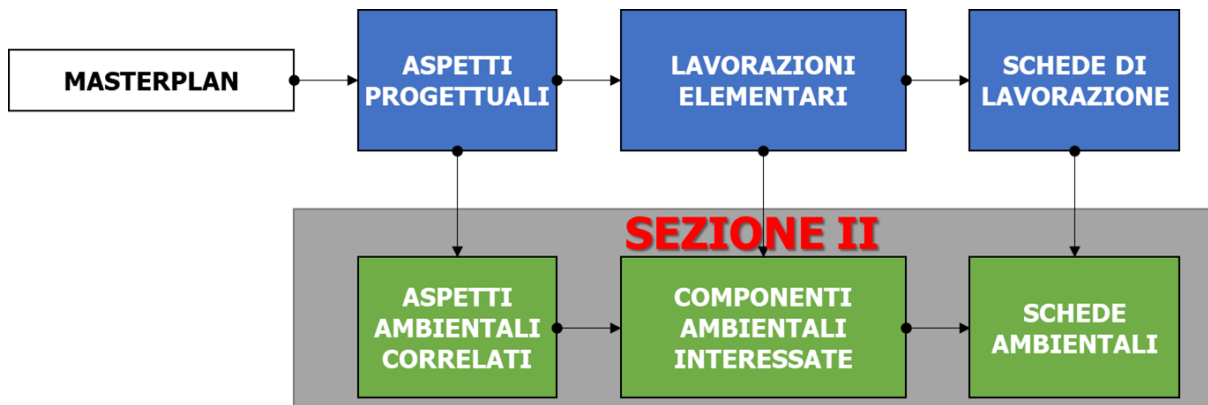 MASTERPLAN
ASPETTI
PROGETTUALI
LAVORAZIONI
ELEMENTARI
SCHEDE DI
LAVORAZIONE
SEZIONE II
ASPETTI
AMBIENTALI
CORRELATI
COMPONENTI
AMBIENTALI
INTERESSATE
SCHEDE
AMBIENTALI